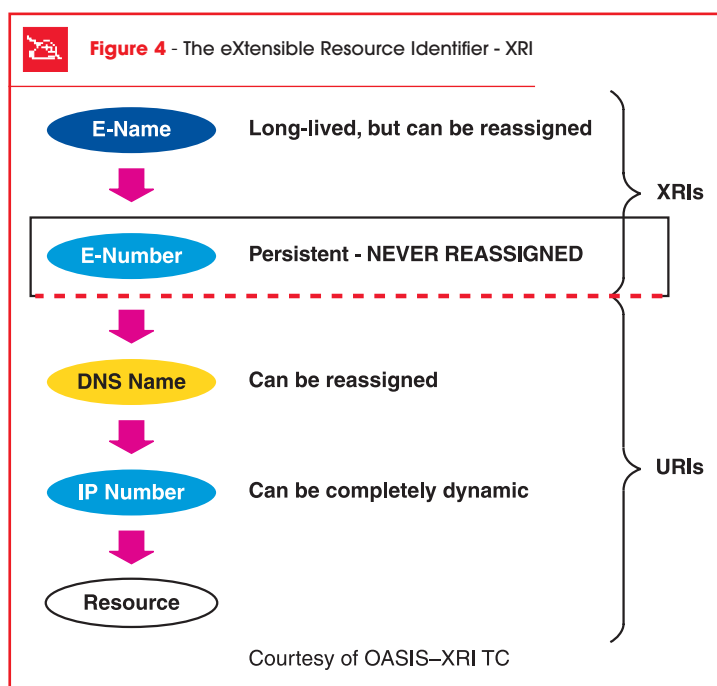 Figure 4 - The eXtensible Resource Identifier - XRI
E-Name
Long-lived, but can be reassigned
XRIs
E-Number
Persistent - NEVER REASSIGNED
DNS Name
Can be reassigned
URIs
IP Number
Can be completely dynamic
Resource
Courtesy of OASIS–XRI TC